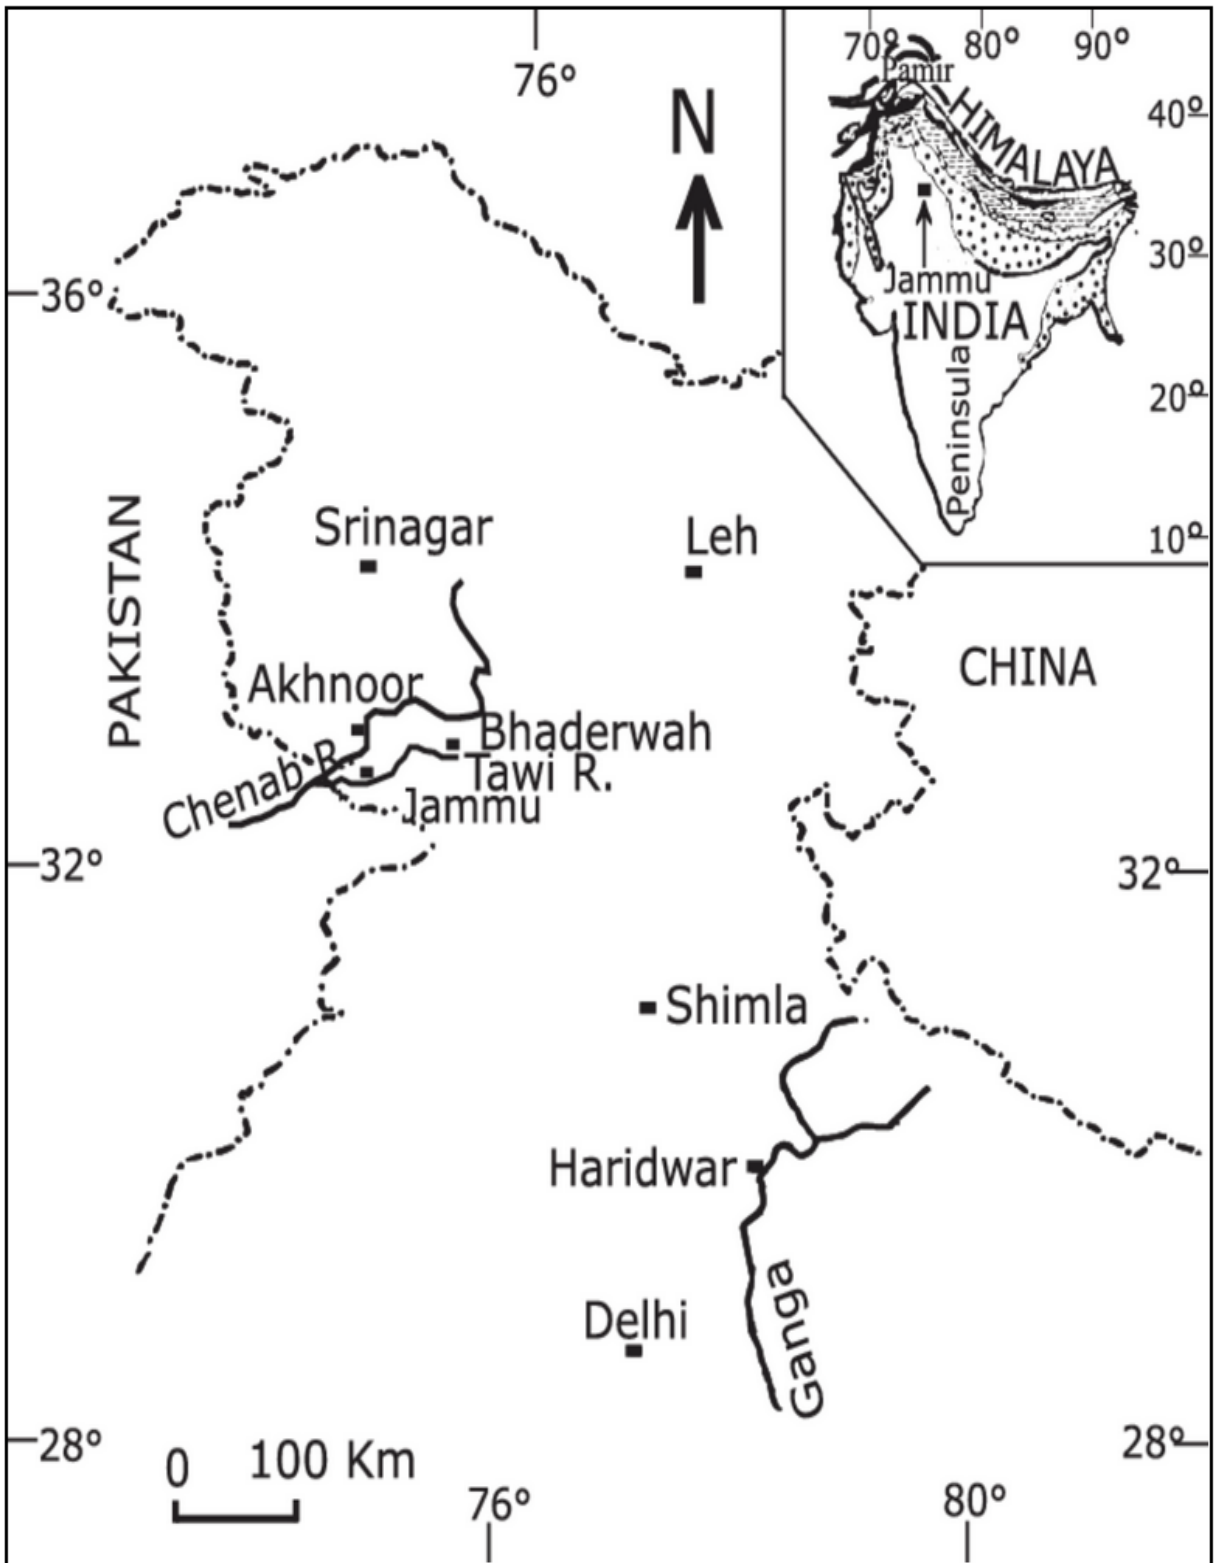 70° 80° 90°
76°
Pamir
N
HIMALAYA
40°
30°
36°
Jammu
INDIA
20°
Peninsula
10°
PAKISTAN
Srinagar
Leh
CHINA
Akhnoor
Bhaderwah
Chenab R.
Tawi R.
Jammu
32°
32°
Shimla
Haridwar
Ganga
Delhi
28°
28°
0 100 Km
76°
80°